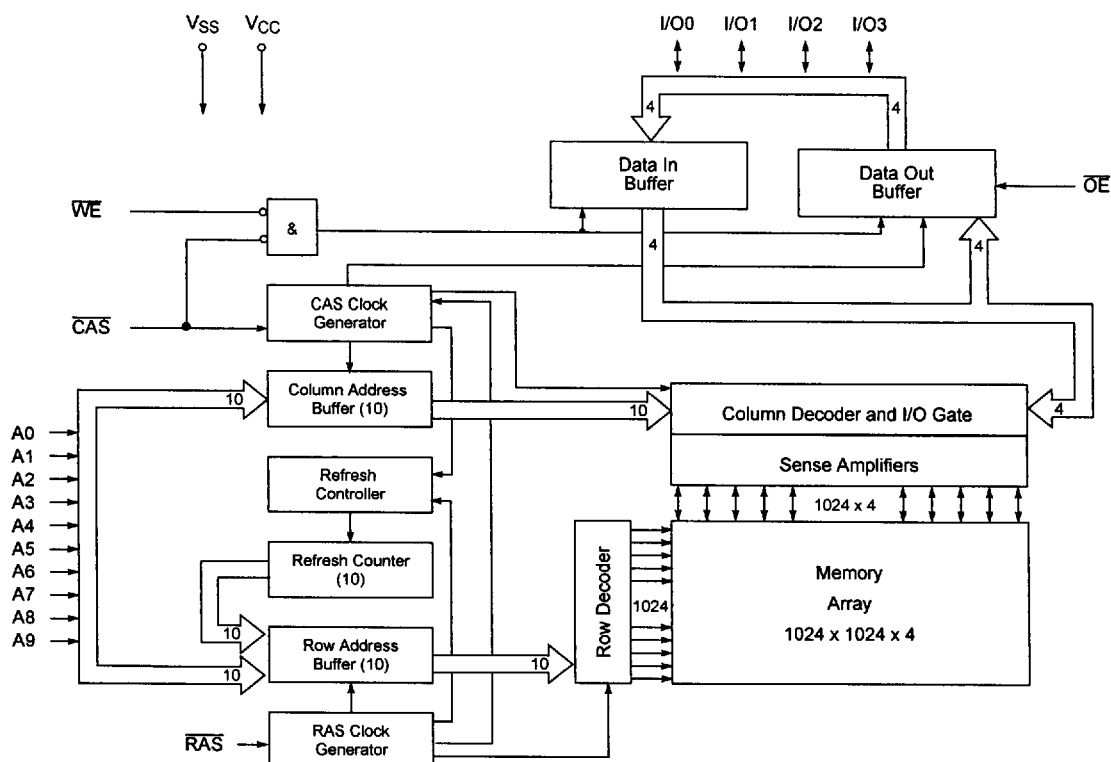 VSS VCC
I/O0 I/O1 I/O2 I/O3
4 4
Data In
Buffer
Data Out
Buffer
OE
WE
&
4 4
CAS
CAS Clock
Generator
10
Column Address
Buffer (10)
10
Column Decoder and I/O Gate
4
Sense Amplifiers
A0
A1
A2
A3
A4
A5
A6
A7
A8
A9
Refresh
Controller
1024 x 4
Refresh Counter
(10)
10
Row Address
Buffer (10)
10
10
Row Decoder
1024
Memory
Array
1024 x 1024 x 4
RAS
RAS Clock
Generator